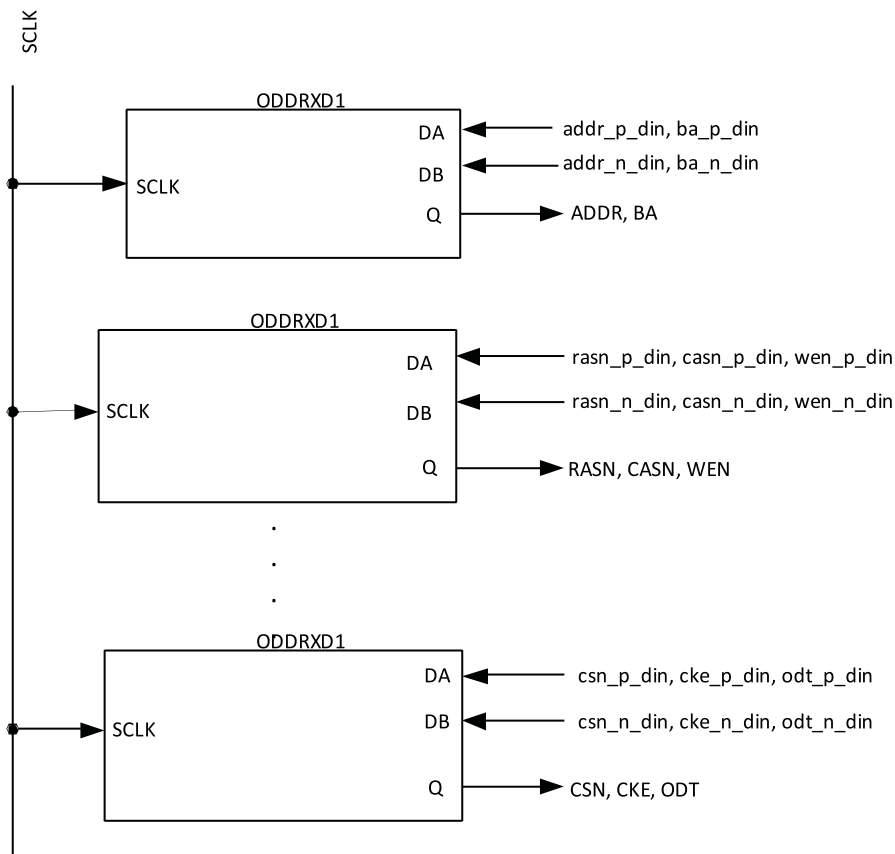 SCLK
ODDRXD1
DA
addr_p_din, ba_p_din
DB
addr_n_din, ba_n_din
SCLK
Q
ADDR, BA
ODDRXD1
DA
rasn_p_din, casn_p_din, wen_p_din
SCLK
DB
rasn_n_din, casn_n_din, wen_n_din
Q
RASN, CASN, WEN
.
.
.
ODDRXD1
DA
csn_p_din, cke_p_din, odt_p_din
DB
csn_n_din, cke_n_din, odt_n_din
SCLK
Q
CSN, CKE, ODT